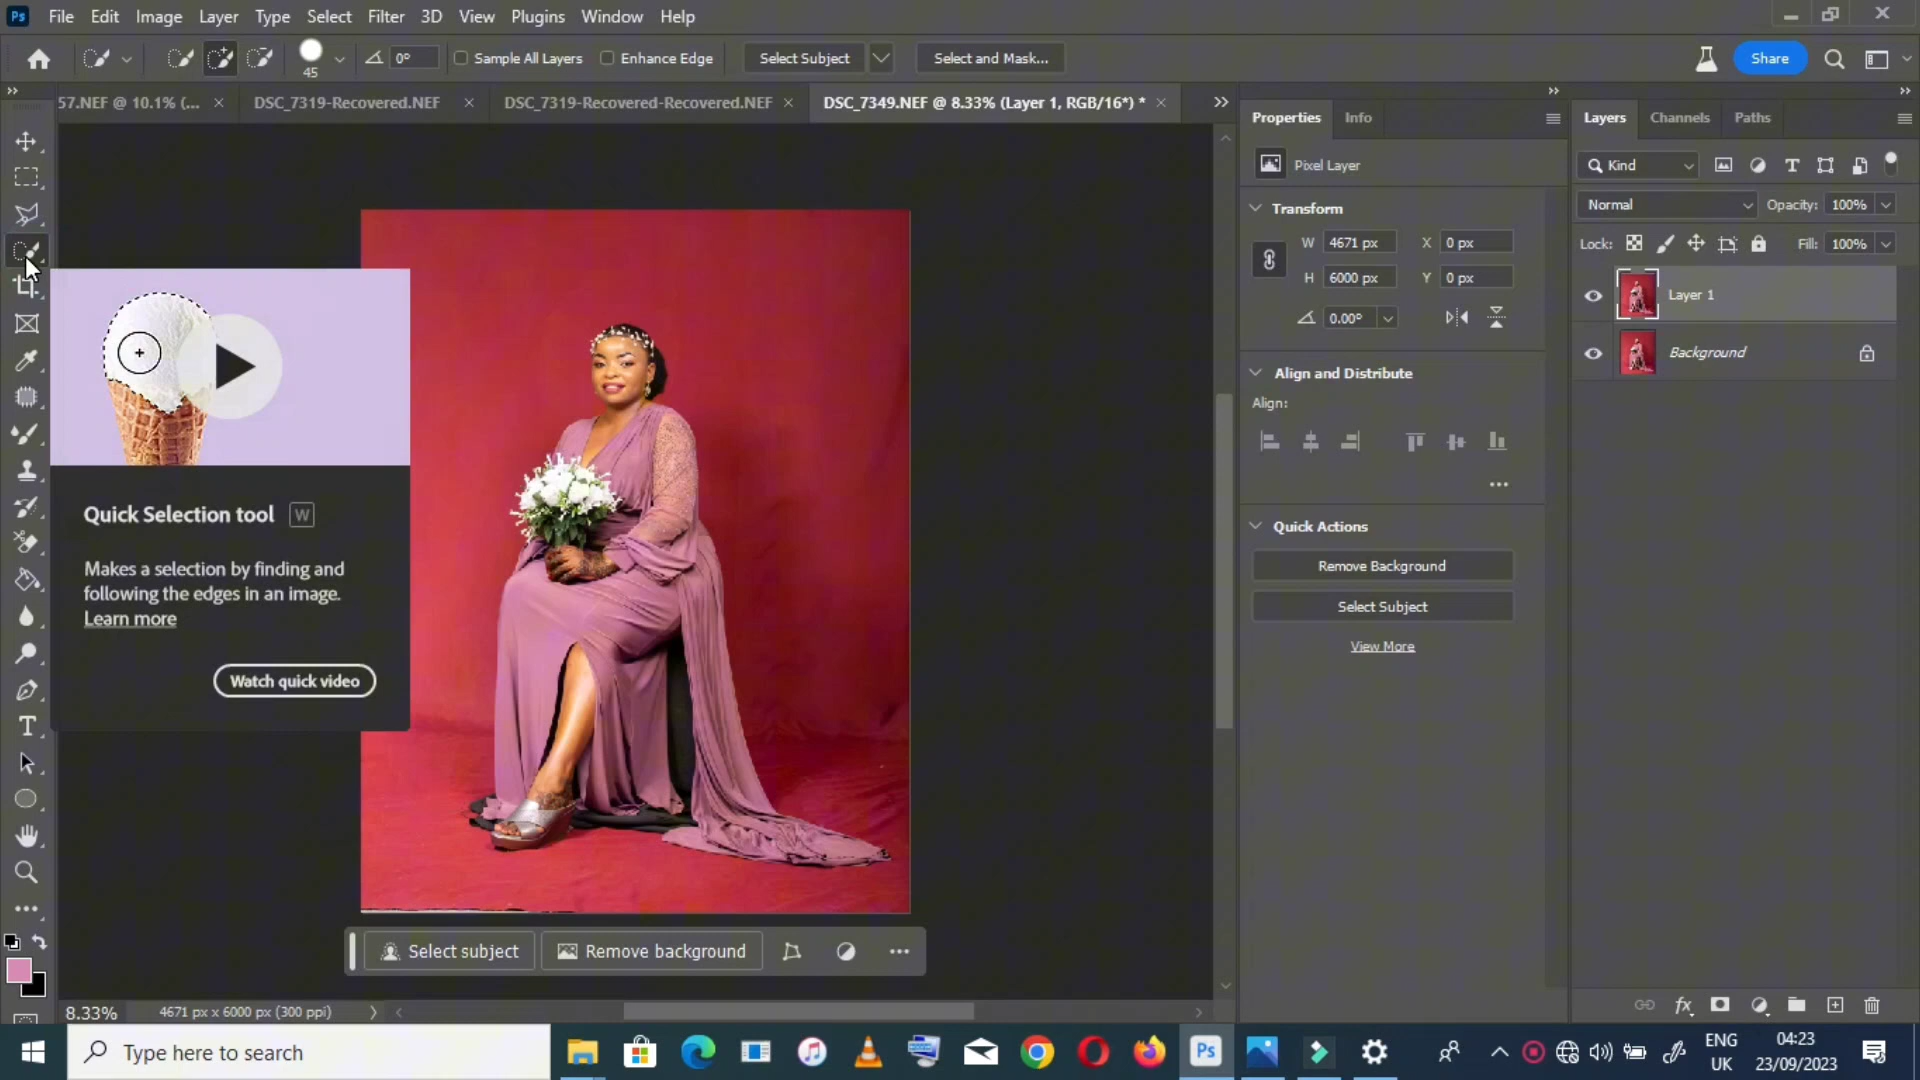 Ps File Edit Image Layer Type Select Filter 3D View Plugins Window Help
45 0° Sample All Layers Enhance Edge Select Subject Select and Mask... Share
57.NEF @ 10.1% (... × DSC_7319-Recovered.NEF × DSC_7319-Recovered-Recovered.NEF × DSC_7349.NEF @ 8.33% (Layer 1, RGB/16*) * ×
Quick Selection tool W
Makes a selection by finding and
following the edges in an image.
Learn more
Watch quick video
T
Select subject Remove background
8.33% 4671 px x 6000 px (300 ppi)
Properties Info
Pixel Layer
Transform
W 4671 px X 0 px
H 6000 px Y 0 px
0.00°
Align and Distribute
Align:
Quick Actions
Remove Background
Select Subject
View More
Layers Channels Paths
Kind T
Normal Opacity: 100%
Lock: Fill: 100%
Layer 1
Background
fx
Type here to search
Ps
ENG
UK
04:23
23/09/2023